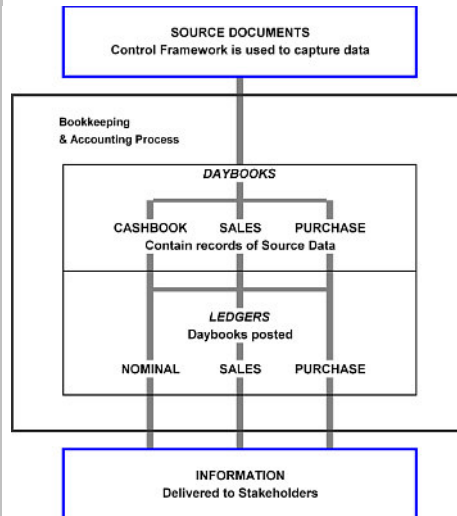 SOURCE DOCUMENTS
Control Framework is used to capture data
Bookkeeping
& Accounting Process
DAYBOOKS
CASHBOOK SALES PURCHASE
Contain records of Source Data
LEDGERS
Daybooks posted
NOMINAL SALES PURCHASE
INFORMATION
Delivered to Stakeholders